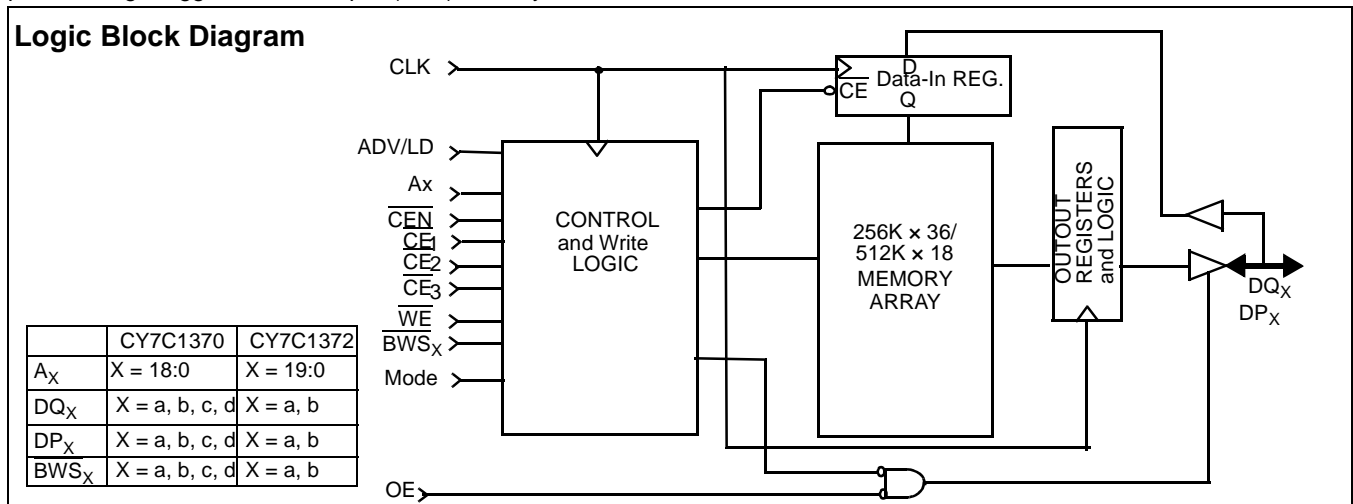 Logic Block Diagram
CLK
D
CE Data-In REG.
Q
ADV/LD
Ax
CEN
CE1
CE2
CE3
WE
BWSX
Mode
CONTROL
and Write
LOGIC
256K × 36/
512K × 18
MEMORY
ARRAY
OUTOUT
REGISTERS
and LOGIC
DQX
DPX
CY7C1370 CY7C1372
AX X = 18:0 X = 19:0
DQX X = a, b, c, d X = a, b
DPX X = a, b, c, d X = a, b
BWSX X = a, b, c, d X = a, b
OE